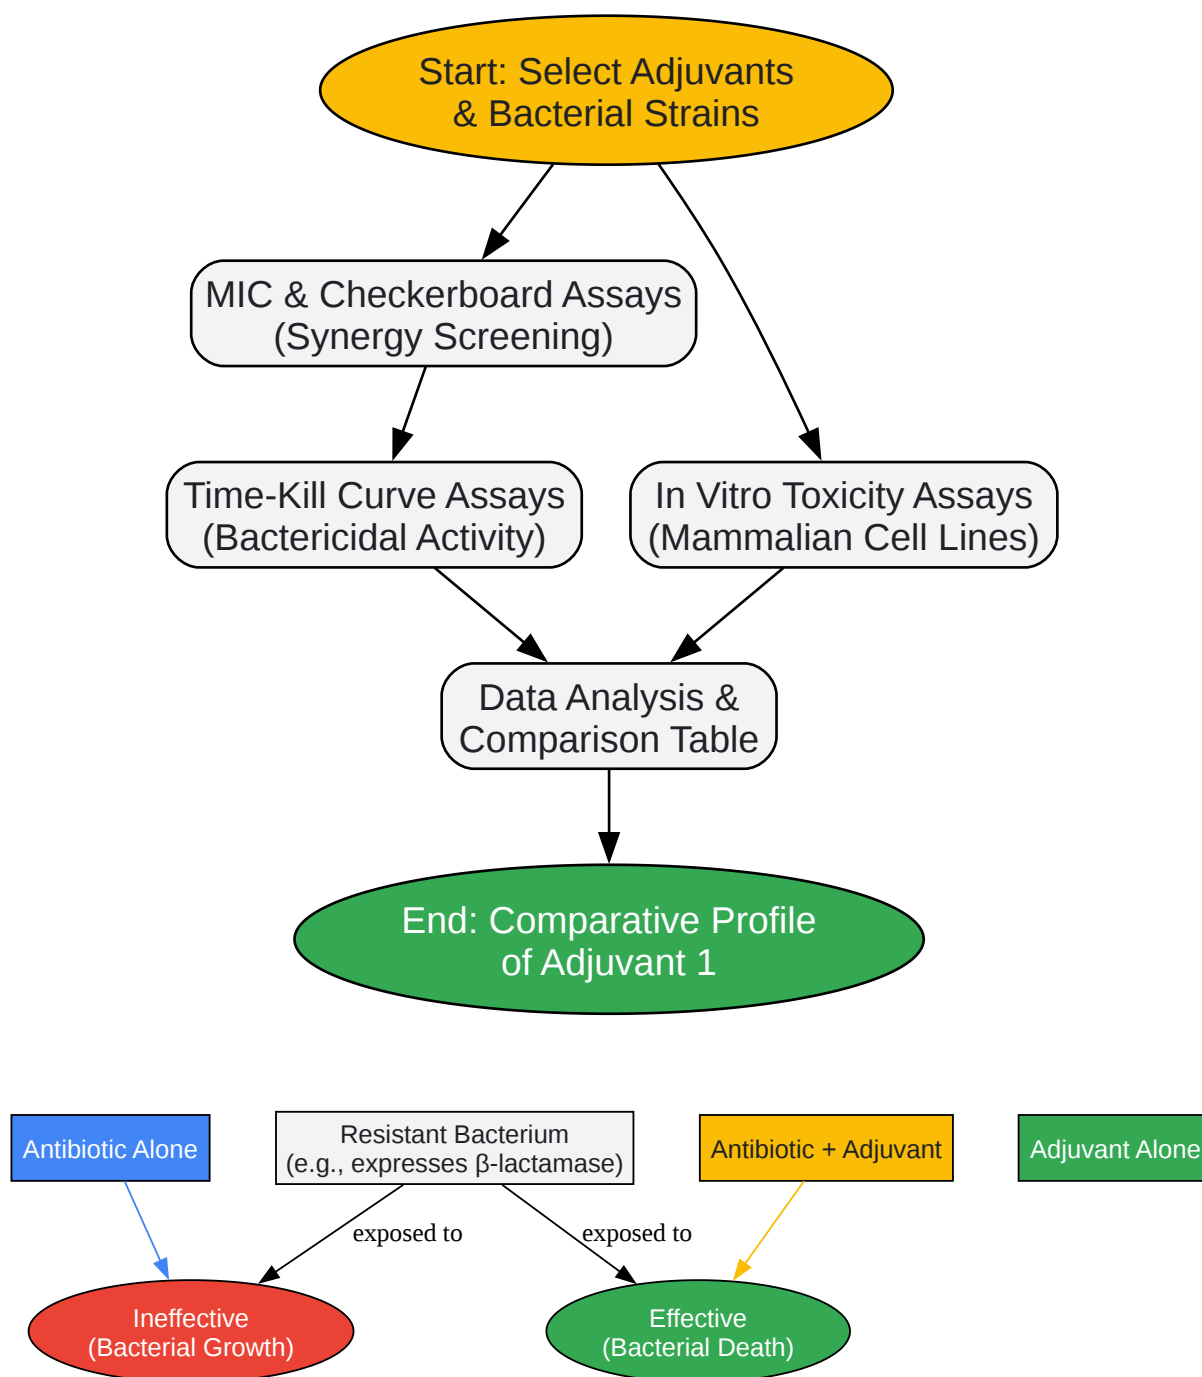 Start: Select Adjuvants
& Bacterial Strains
MIC & Checkerboard Assays
(Synergy Screening)
Time-Kill Curve Assays
(Bactericidal Activity)
In Vitro Toxicity Assays
(Mammalian Cell Lines)
Data Analysis &
Comparison Table
End: Comparative Profile
of Adjuvant 1
Antibiotic Alone
Resistant Bacterium
(e.g., expresses β-lactamase)
Antibiotic + Adjuvant
Adjuvant Alone
exposed to
exposed to
Ineffective
(Bacterial Growth)
Effective
(Bacterial Death)